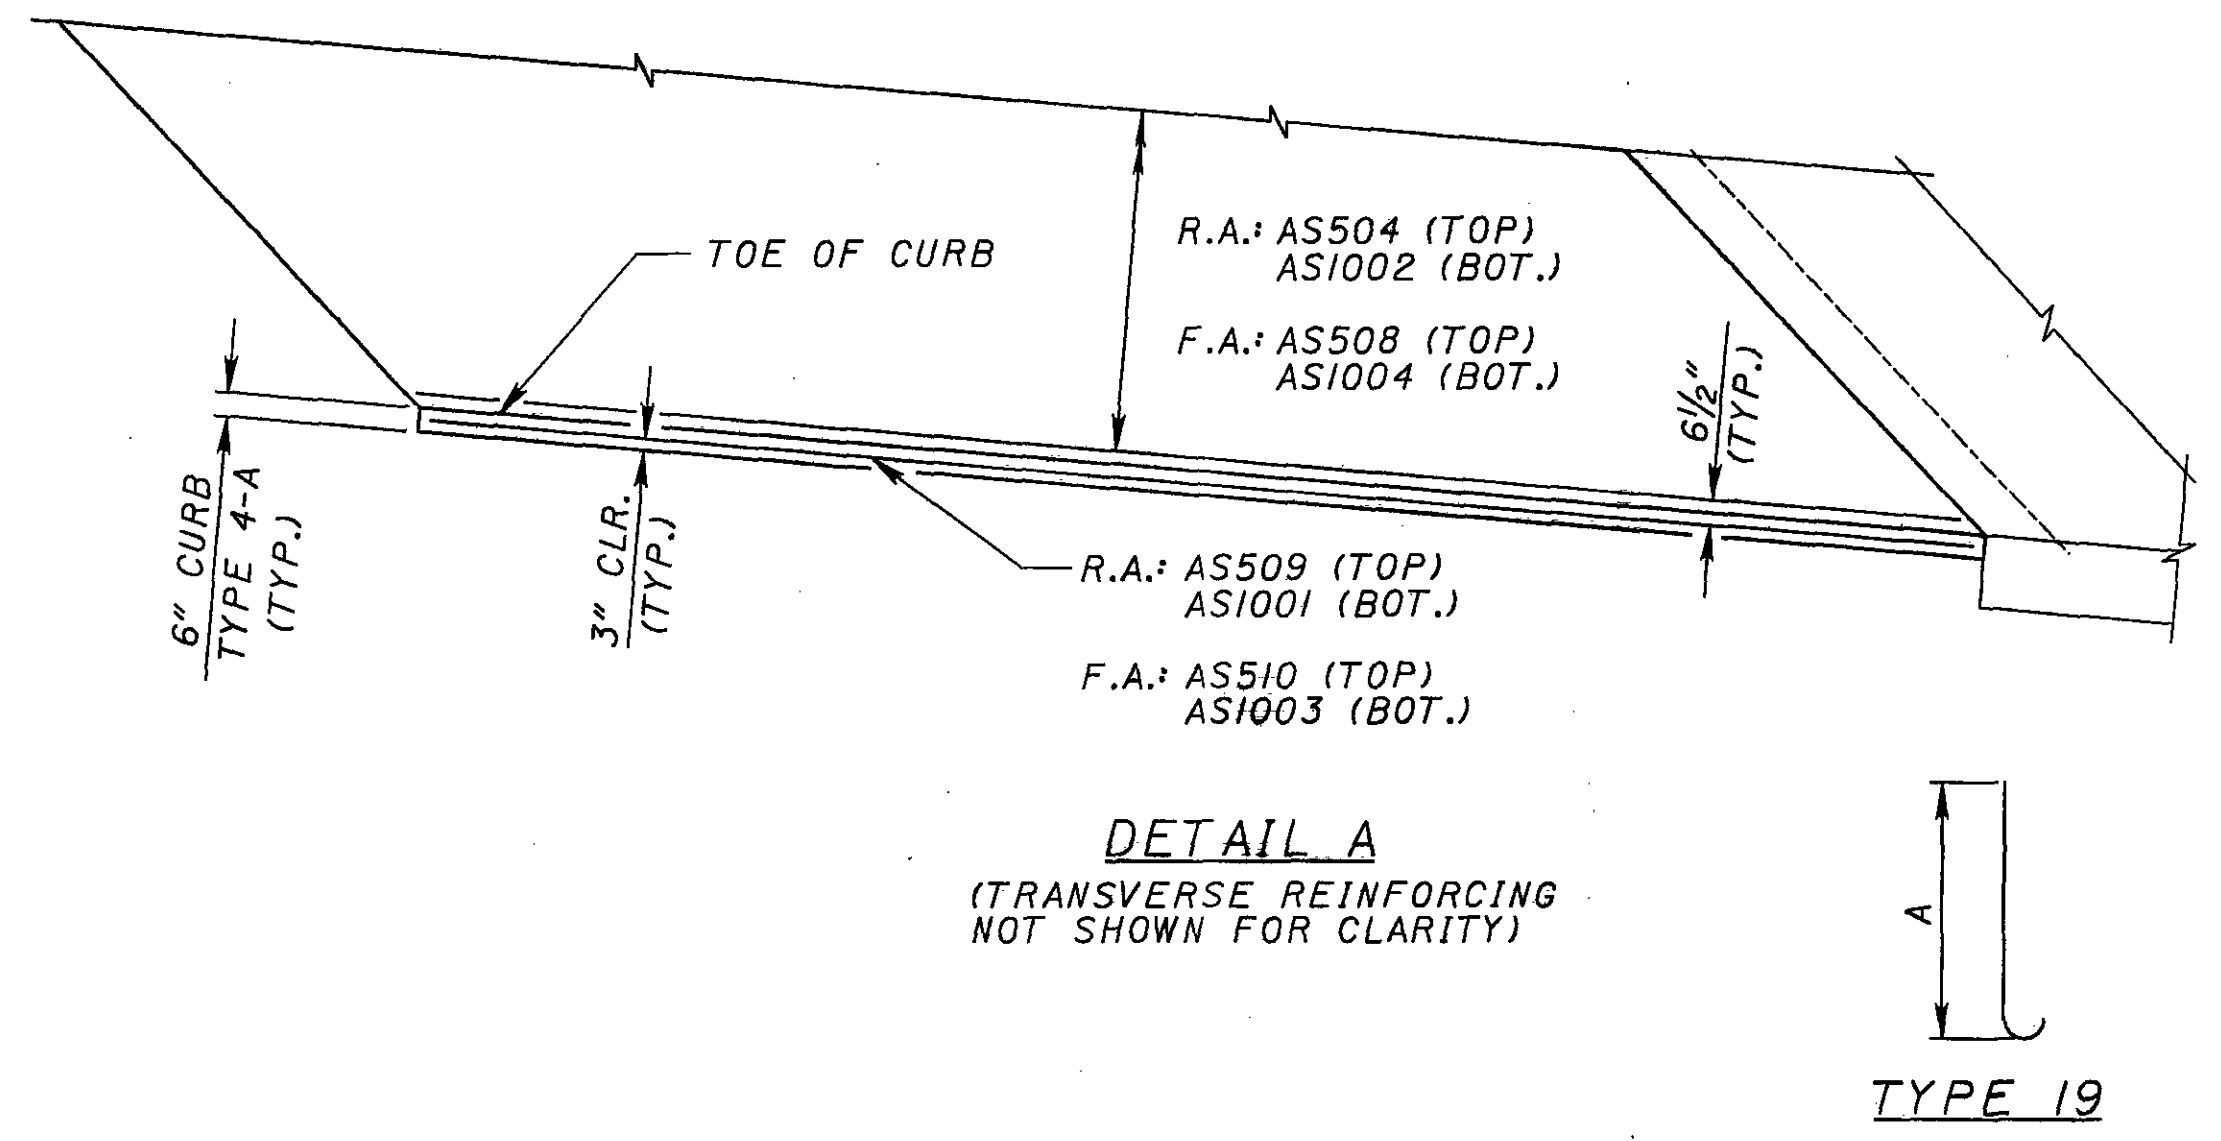 TOE OF CURB
R.A.: AS504 (TOP)
AS1002 (BOT.)
F.A.: AS508 (TOP)
AS1004 (BOT.)
6 1/2" (TYP.)
6" CURB
TYPE 4-A
(TYP.)
3" CLR.
(TYP.)
R.A.: AS509 (TOP)
AS1001 (BOT.)
F.A.: AS510 (TOP)
AS1003 (BOT.)
DETAIL A
(TRANSVERSE REINFORCING
NOT SHOWN FOR CLARITY)
A
TYPE 19